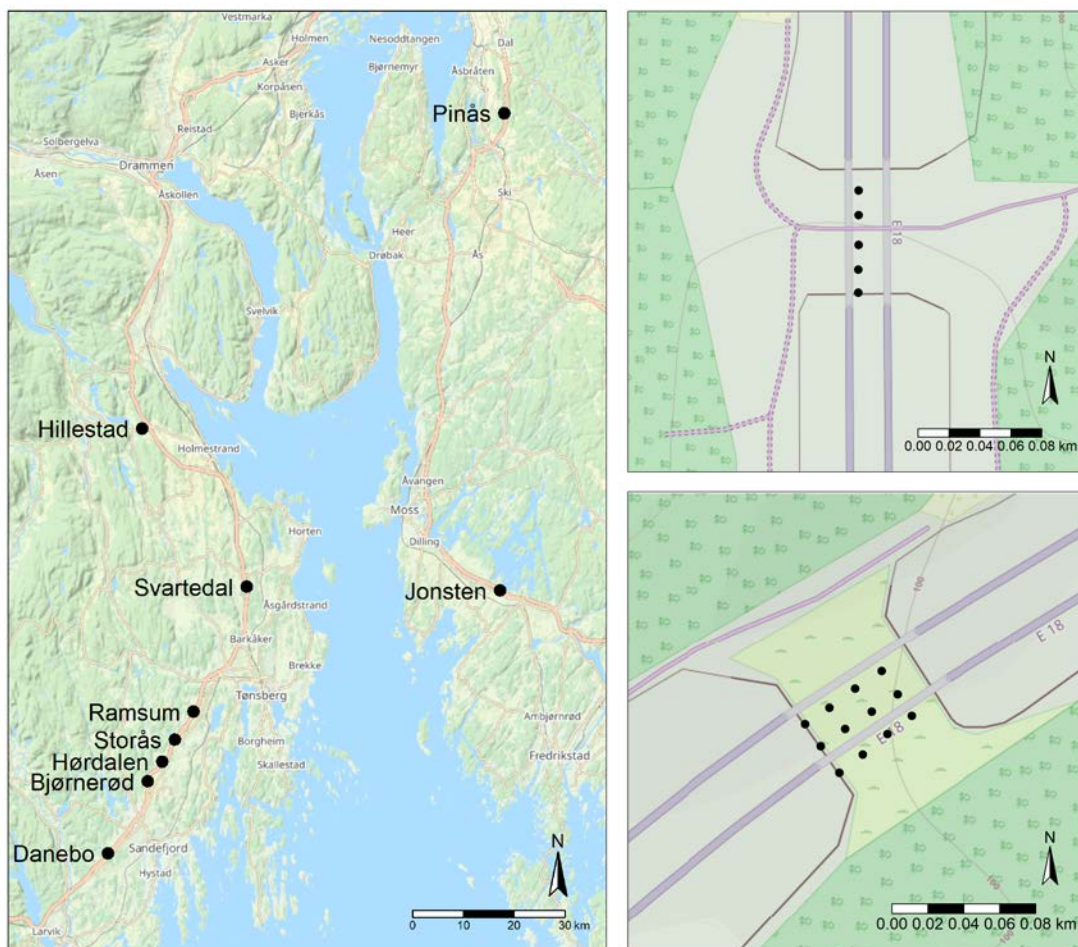 Vestmarka
Holmen
Nesoddtangen
Dal
Asker
Bjørnemyr
Åsbråten
Korpåsen
Bjerkås
Pinås
Reistad
Solbergelva
Drammen
Åsen
Ski
Åskollen
Heer
Drøbak
Ås
Svelvik
Hillestad
Holmestrand
Åvangen
Moss
Horten
Dilling
Svartedal
Jonsten
Åsgårdstrand
Barkåker
Brekke
Tønsberg
Ramsum
Ambjørnrød
Storås
Borgheim
Hørdalen
Skallestad
Fredrikstad
Bjørnerød
Danebo
Sandefjord
N
Hystad
Larvik
0 10 20 30 km
E 18
N
0.00 0.02 0.04 0.06 0.08 km
100
E 18
E 18
N
100
0.00 0.02 0.04 0.06 0.08 km